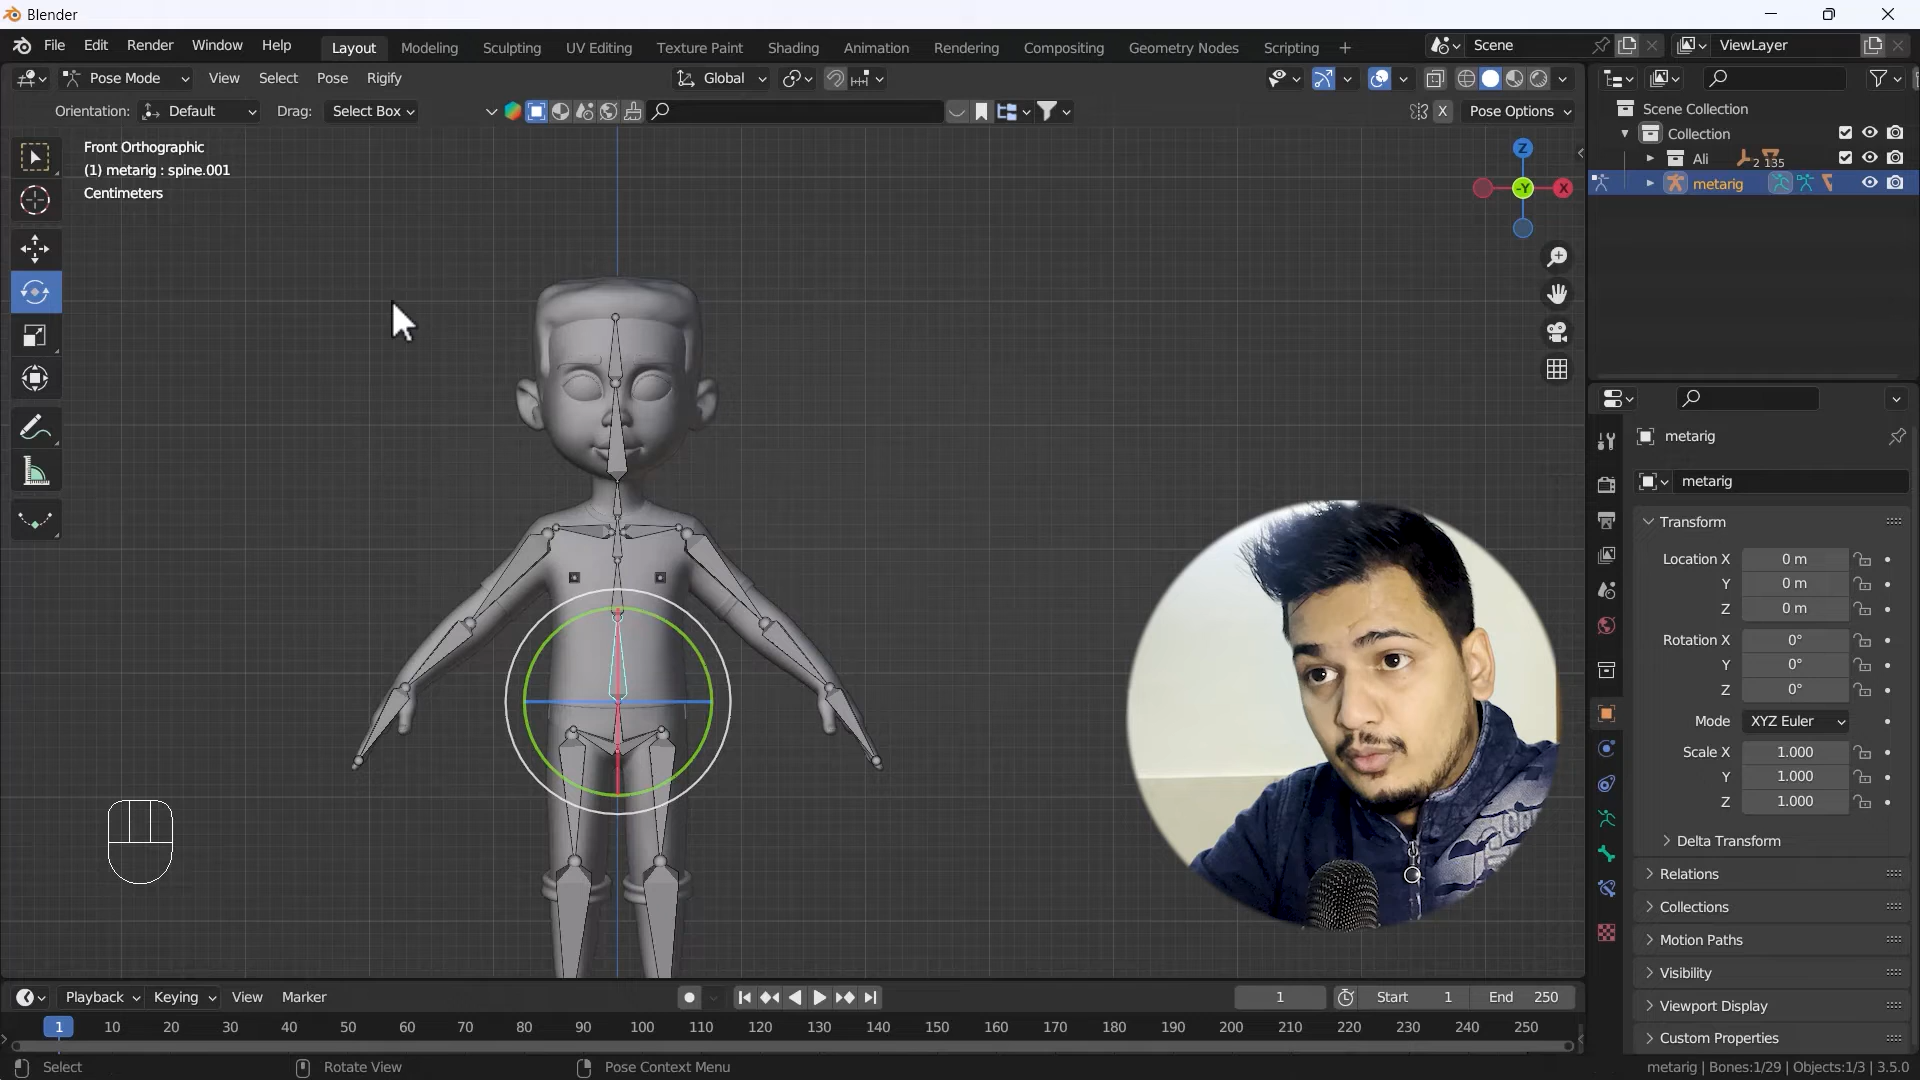 Blender
File Edit Render Window Help Layout Modeling Sculpting UV Editing Texture Paint Shading Animation Rendering Compositing Geometry Nodes Scripting + Scene ViewLayer
Pose Mode View Select Pose Rigify Global
Orientation: Default Drag: Select Box X Pose Options
Front Orthographic
(1) metarig : spine.001
Centimeters
Z
-Y
X
Scene Collection
Collection
Ali 2 135
metarig
metarig
metarig
Transform
Location X 0 m
Y 0 m
Z 0 m
Rotation X 0°
Y 0°
Z 0°
Mode XYZ Euler
Scale X 1.000
Y 1.000
Z 1.000
Delta Transform
Relations
Collections
Motion Paths
Visibility
Viewport Display
Custom Properties
Playback Keying View Marker 1 Start 1 End 250
1 10 20 30 40 50 60 70 80 90 100 110 120 130 140 150 160 170 180 190 200 210 220 230 240 250
Select Rotate View Pose Context Menu metarig | Bones:1/29 | Objects:1/3 | 3.5.0